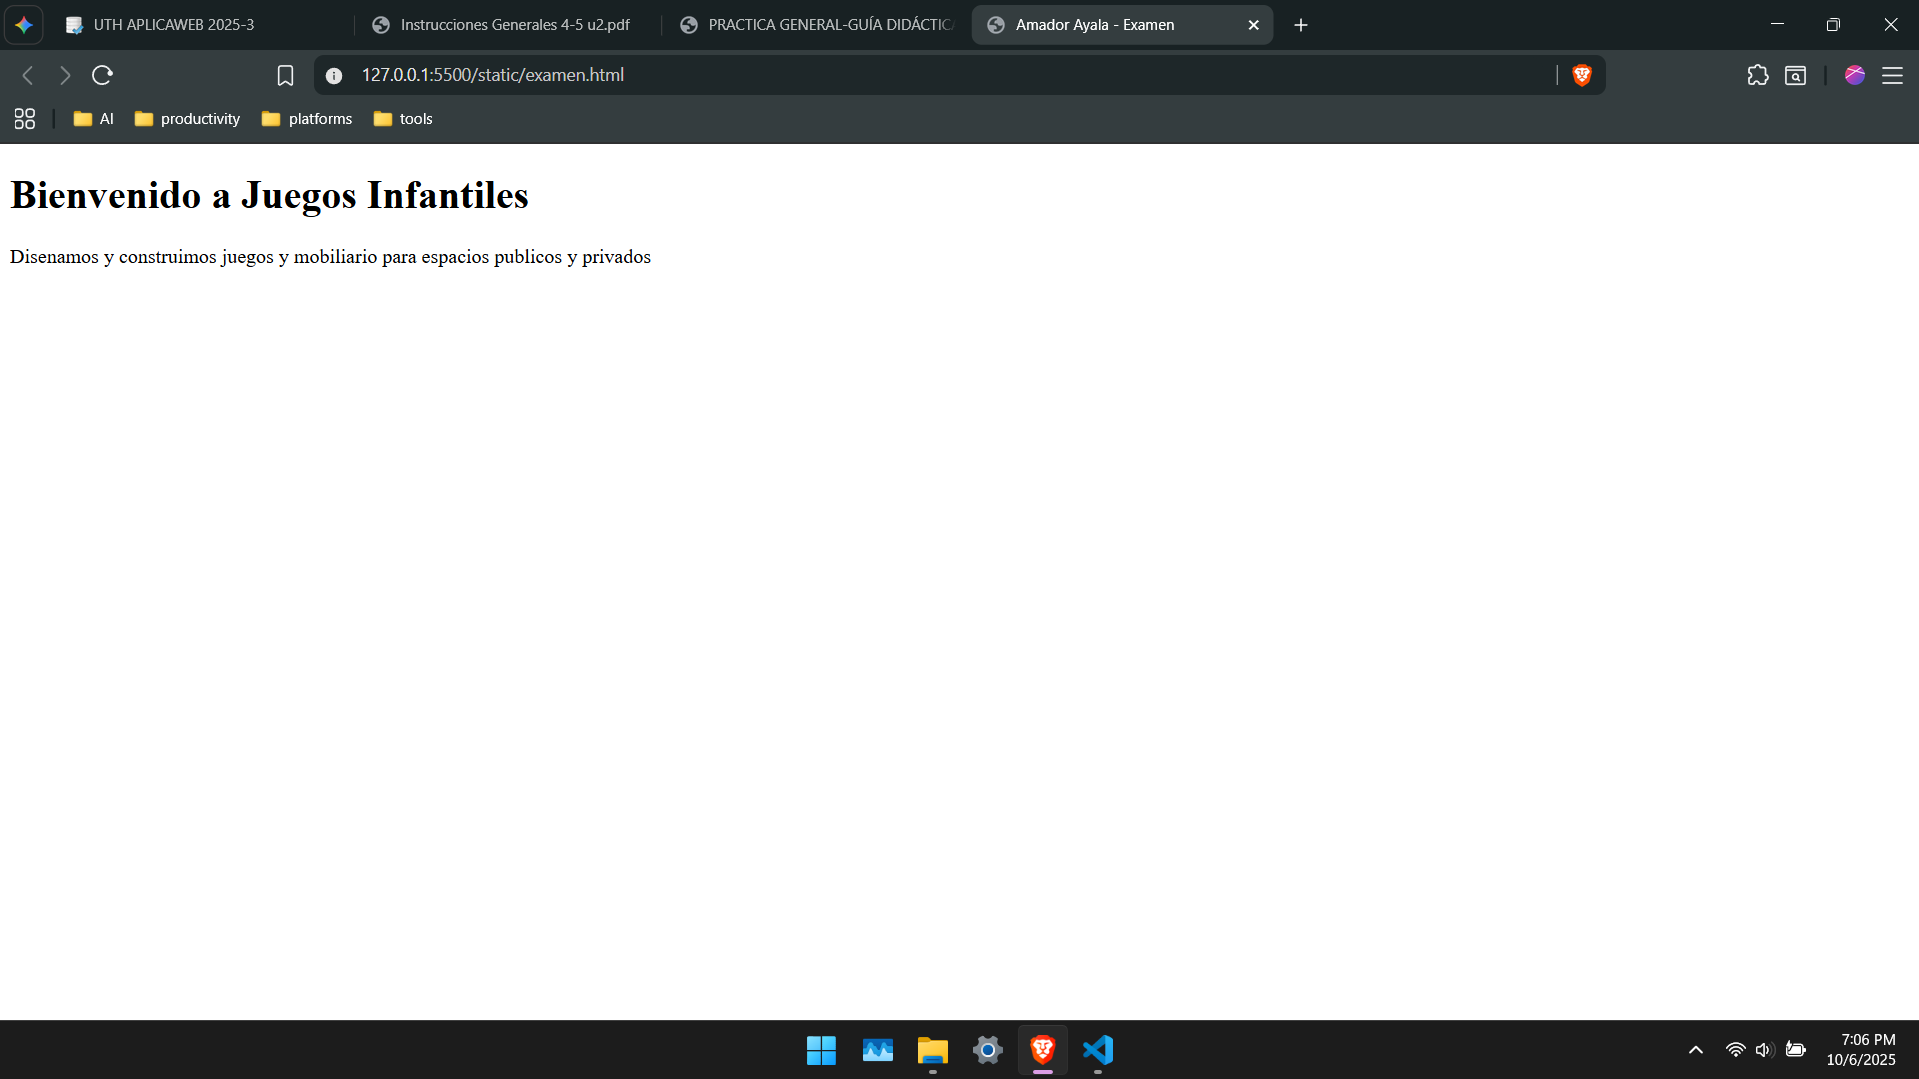 UTH APLICAWEB 2025-3
Instrucciones Generales 4-5 u2.pdf
PRACTICA GENERAL-GUÍA DIDÁCTIC
Amador Ayala - Examen
127.0.0.1:5500/static/examen.html
AI
productivity
platforms
tools
Bienvenido a Juegos Infantiles
Disenamos y construimos juegos y mobiliario para espacios publicos y privados
7:06 PM
10/6/2025